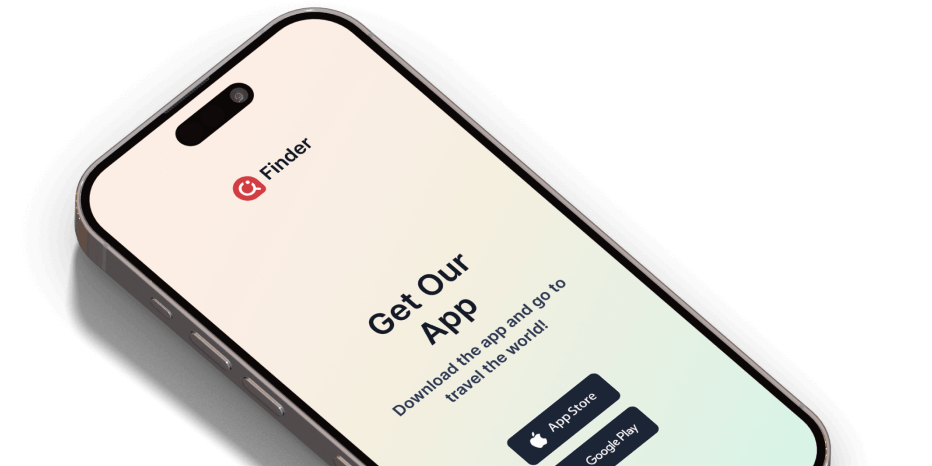 Finder
Get Our
App
Download the app and go to
travel the world!
App Store
Google Play